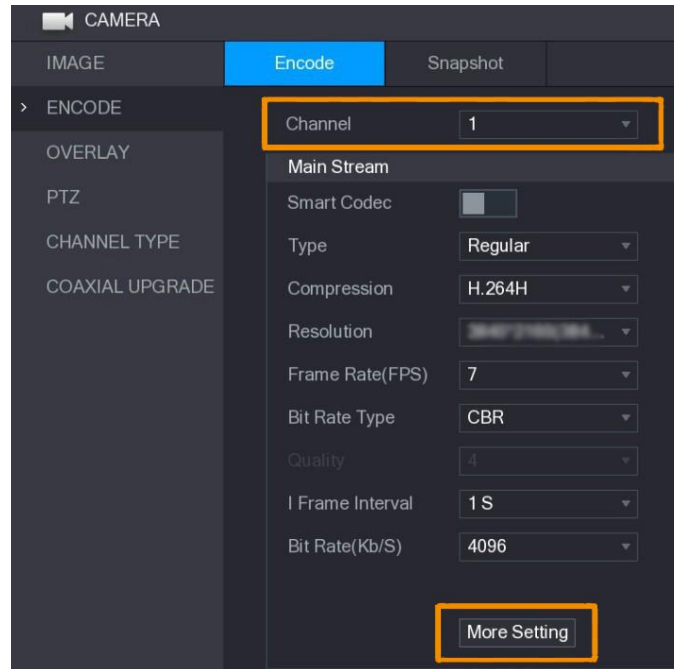 CAMERA
IMAGE
Encode Snapshot
ENCODE
Channel 1
OVERLAY
Main Stream
PTZ
Smart Codec
CHANNEL TYPE
Type Regular
COAXIAL UPGRADE
Compression H.264H
Resolution
Frame Rate(FPS) 7
Bit Rate Type CBR
Quality 4
I Frame Interval 1 S
Bit Rate(Kb/S) 4096
More Setting